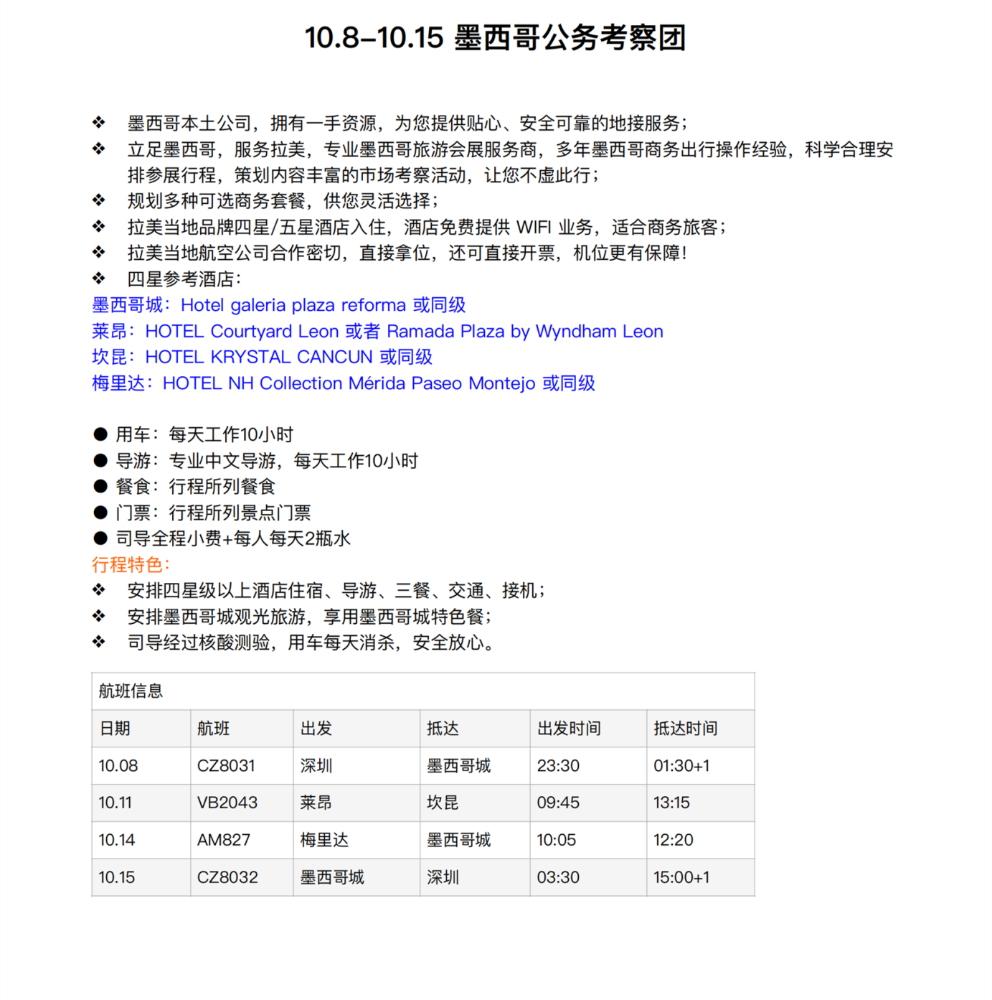 10.8–10.15 墨西哥公务考察团
❖ 墨西哥本土公司，拥有一手资源，为您提供贴心、安全可靠的地接服务；
❖ 立足墨西哥，服务拉美，专业墨西哥旅游会展服务商，多年墨西哥商务出行操作经验，科学合理安
排参展行程，策划内容丰富的市场考察活动，让您不虚此行；
❖ 规划多种可选商务套餐，供您灵活选择；
❖ 拉美当地品牌四星/五星酒店入住，酒店免费提供 WIFI 业务，适合商务旅客；
❖ 拉美当地航空公司合作密切，直接拿位，还可直接开票，机位更有保障！
❖ 四星参考酒店：
墨西哥城：Hotel galeria plaza reforma 或同级
莱昂：HOTEL Courtyard Leon 或者 Ramada Plaza by Wyndham Leon
坎昆：HOTEL KRYSTAL CANCUN 或同级
梅里达：HOTEL NH Collection Mérida Paseo Montejo 或同级
● 用车：每天工作10小时
● 导游：专业中文导游，每天工作10小时
● 餐食：行程所列餐食
● 门票：行程所列景点门票
● 司导全程小费+每人每天2瓶水
行程特色：
❖ 安排四星级以上酒店住宿、导游、三餐、交通、接机；
❖ 安排墨西哥城观光旅游，享用墨西哥城特色餐；
❖ 司导经过核酸测验，用车每天消杀，安全放心。
航班信息
日期 航班 出发 抵达 出发时间 抵达时间
10.08 CZ8031 深圳 墨西哥城 23:30 01:30+1
10.11 VB2043 莱昂 坎昆 09:45 13:15
10.14 AM827 梅里达 墨西哥城 10:05 12:20
10.15 CZ8032 墨西哥城 深圳 03:30 15:00+1